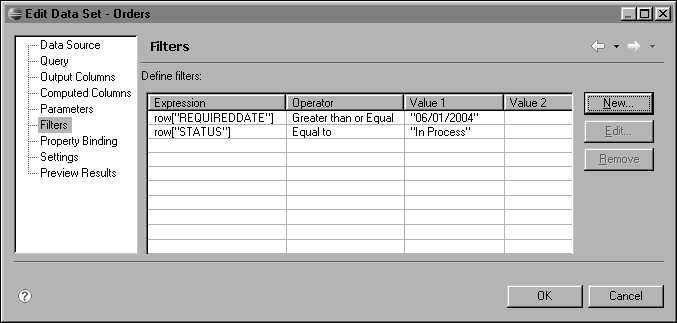 Edit Data Set - Orders
Data Source
Query
Output Columns
Computed Columns
Parameters
Filters
Property Binding
Settings
Preview Results
Filters
Define filters:
Expression Operator Value 1 Value 2
row["REQUIREDDATE"] Greater than or Equal "06/01/2004"
row["STATUS"] Equal to "In Process"
New...
Edit...
Remove
?
OK Cancel